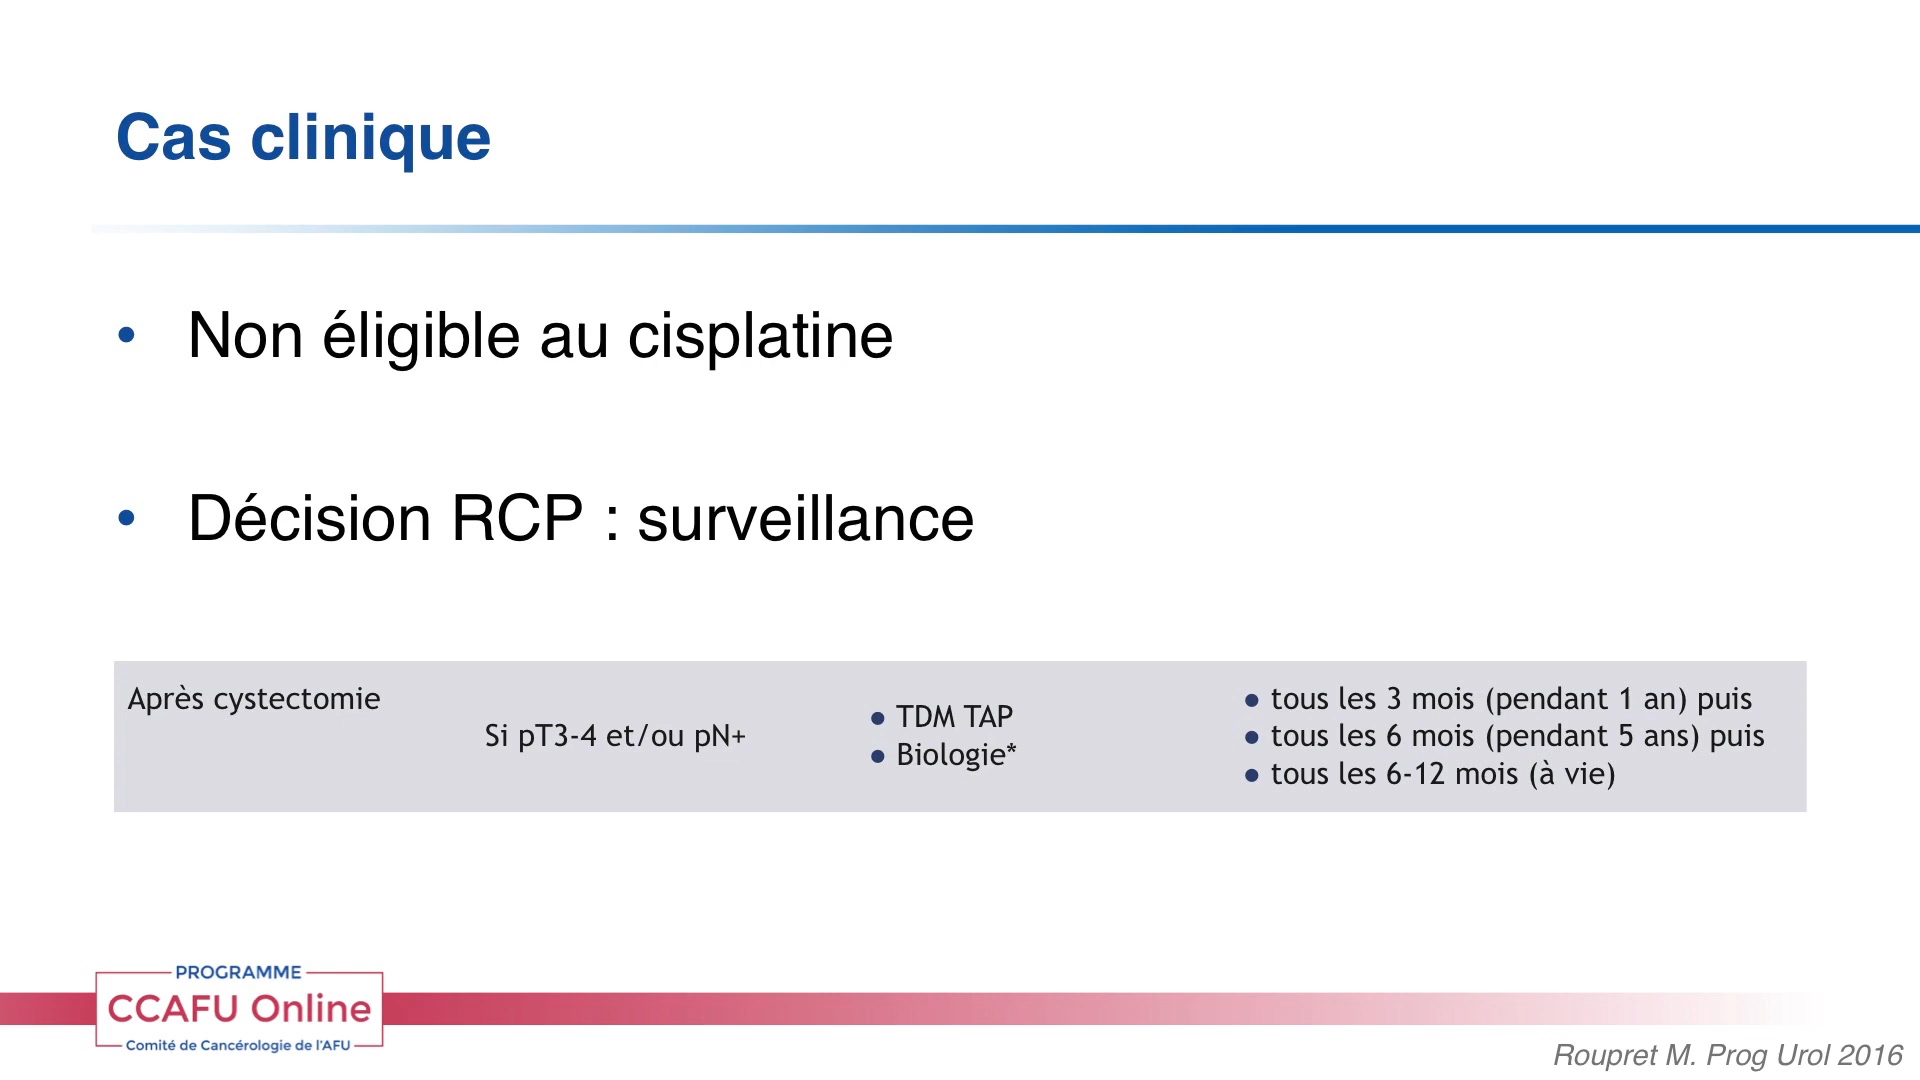 Cas clinique
• Non éligible au cisplatine
• Décision RCP : surveillance
Après cystectomie
Si pT3-4 et/ou pN+
• TDM TAP
• Biologie*
• tous les 3 mois (pendant 1 an) puis
• tous les 6 mois (pendant 5 ans) puis
• tous les 6-12 mois (à vie)
PROGRAMME
CCAFU Online
Comité de Cancérologie de l'AFU
Roupret M. Prog Urol 2016